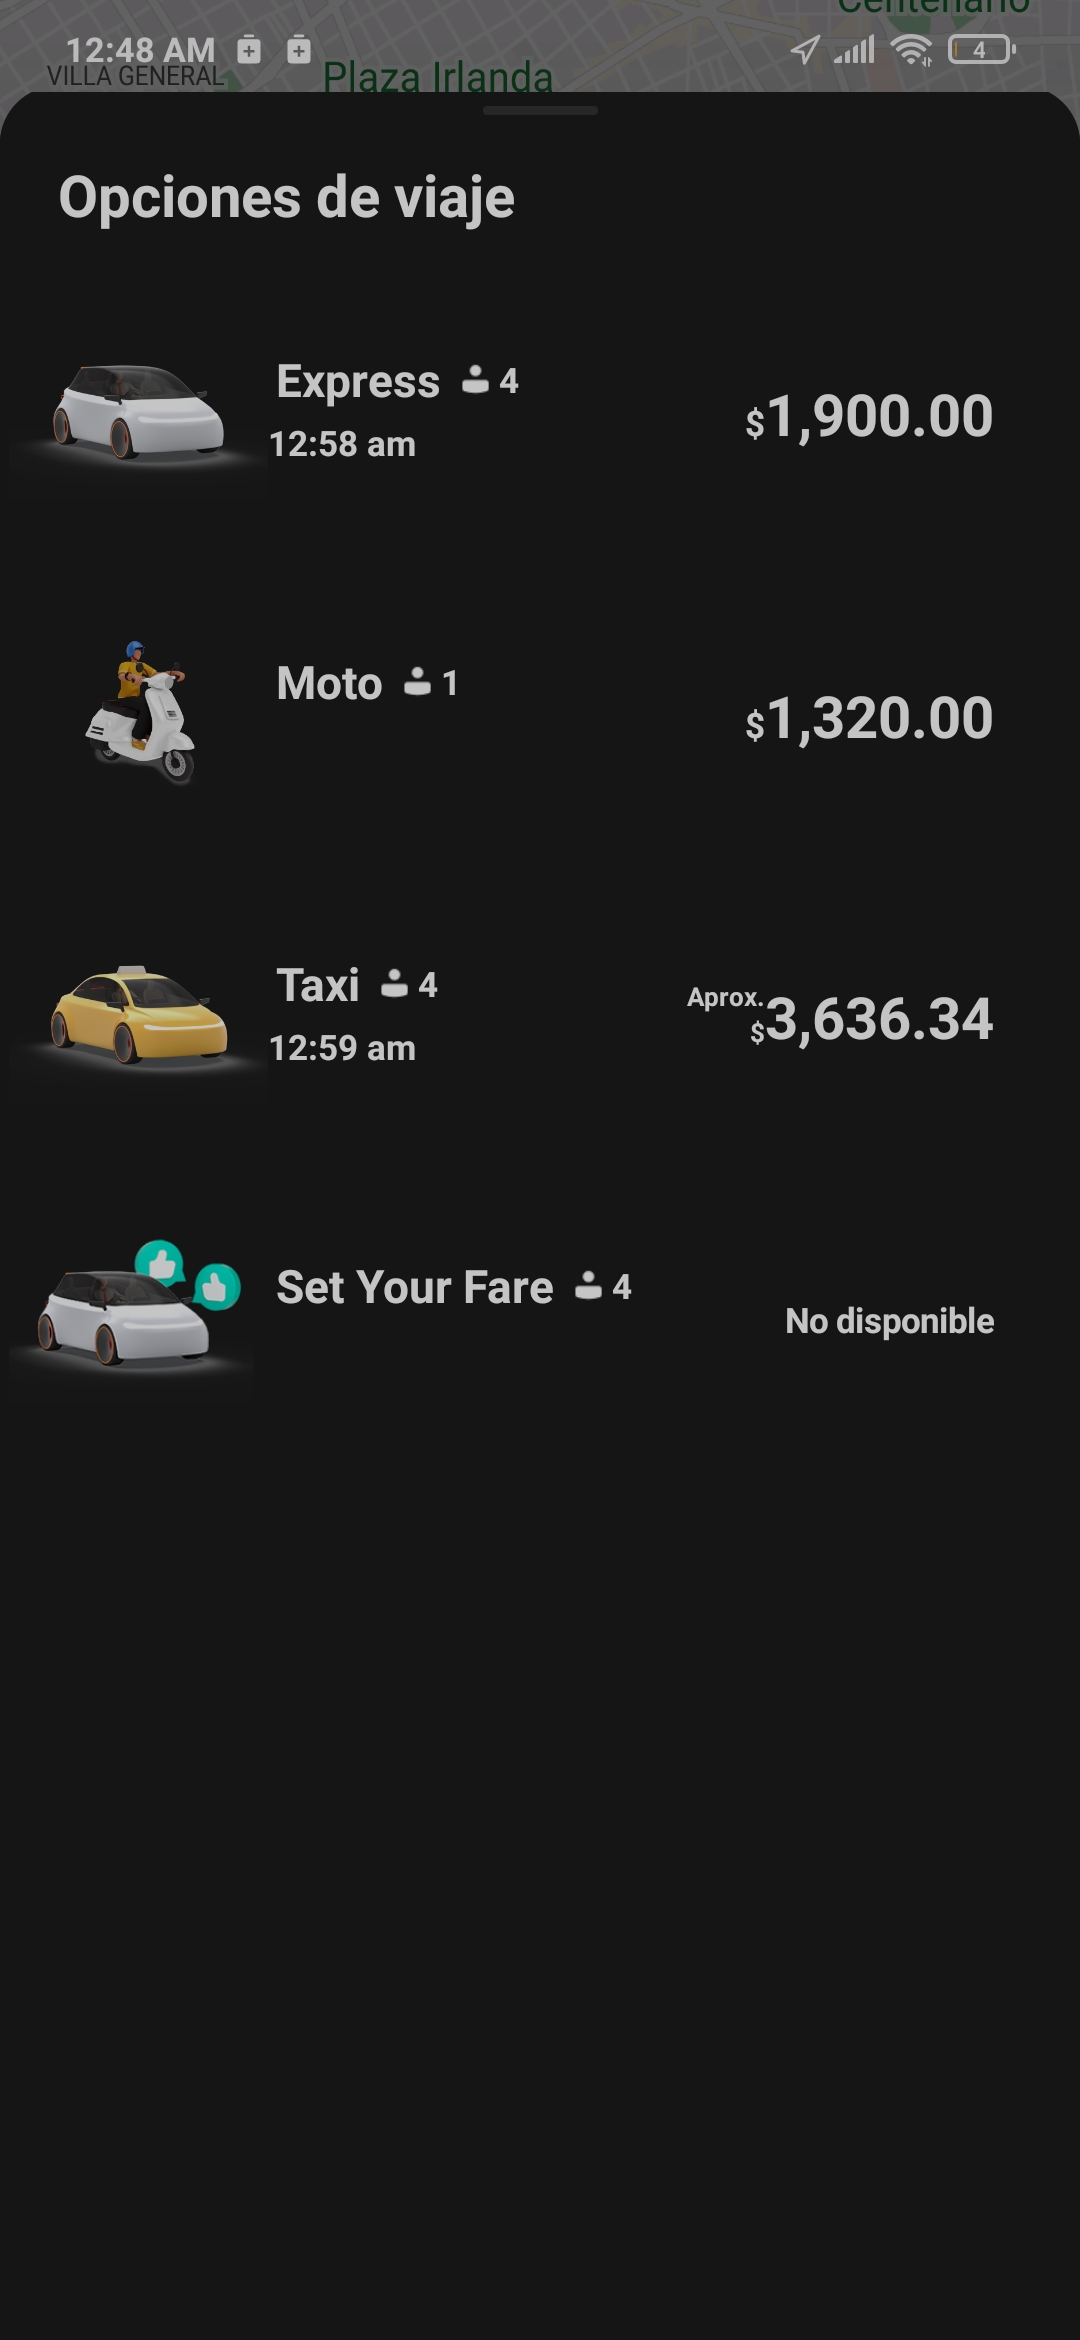 Centenario
12:48 AM
4
VILLA GENERAL
Plaza Irlanda
Opciones de viaje
Express 4
12:58 am
$1,900.00
Moto 1
$1,320.00
Taxi 4
12:59 am
Aprox.
$3,636.34
Set Your Fare 4
No disponible